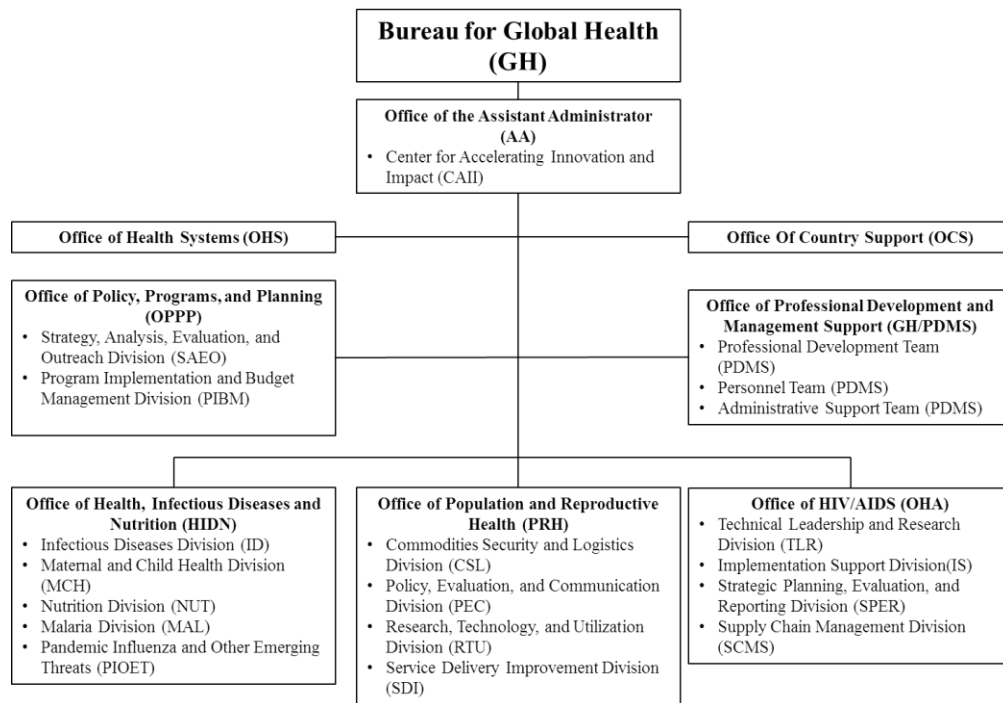 Bureau for Global Health
(GH)
Office of the Assistant Administrator
(AA)
• Center for Accelerating Innovation and
Impact (CAII)
Office of Health Systems (OHS)
Office Of Country Support (OCS)
Office of Policy, Programs, and Planning
(OPPP)
• Strategy, Analysis, Evaluation, and
Outreach Division (SAEO)
• Program Implementation and Budget
Management Division (PIBM)
Office of Professional Development and
Management Support (GH/PDMS)
• Professional Development Team
(PDMS)
• Personnel Team (PDMS)
• Administrative Support Team (PDMS)
Office of Health, Infectious Diseases and
Nutrition (HIDN)
• Infectious Diseases Division (ID)
• Maternal and Child Health Division
(MCH)
• Nutrition Division (NUT)
• Malaria Division (MAL)
• Pandemic Influenza and Other Emerging
Threats (PIOET)
Office of Population and Reproductive
Health (PRH)
• Commodities Security and Logistics
Division (CSL)
• Policy, Evaluation, and Communication
Division (PEC)
• Research, Technology, and Utilization
Division (RTU)
• Service Delivery Improvement Division
(SDI)
Office of HIV/AIDS (OHA)
• Technical Leadership and Research
Division (TLR)
• Implementation Support Division(IS)
• Strategic Planning, Evaluation, and
Reporting Division (SPER)
• Supply Chain Management Division
(SCMS)